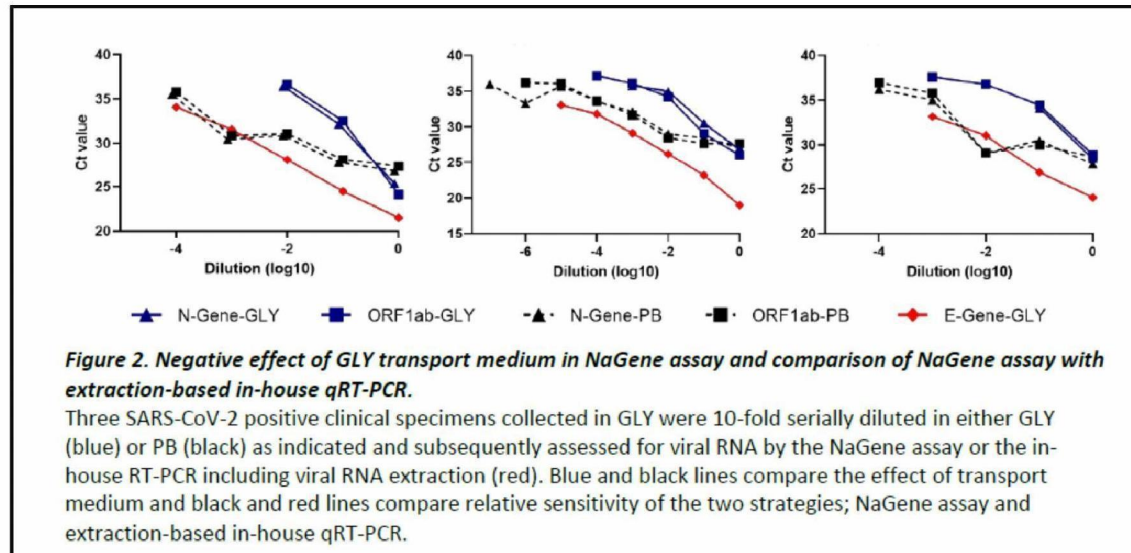 40 40 40
35 35 35
30 30 30
25 25 25
20 20 20
15
Ct value Ct value Ct value
-4 -2 0 -6 -4 -2 0 -4 -2 0
Dilution (log10) Dilution (log10) Dilution (log10)
N-Gene-GLY ORF1ab-GLY N-Gene-PB ORF1ab-PB E-Gene-GLY
Figure 2. Negative effect of GLY transport medium in NaGene assay and comparison of NaGene assay with
extraction-based in-house qRT-PCR.
Three SARS-CoV-2 positive clinical specimens collected in GLY were 10-fold serially diluted in either GLY
(blue) or PB (black) as indicated and subsequently assessed for viral RNA by the NaGene assay or the in-
house RT-PCR including viral RNA extraction (red). Blue and black lines compare the effect of transport
medium and black and red lines compare relative sensitivity of the two strategies; NaGene assay and
extraction-based in-house qRT-PCR.